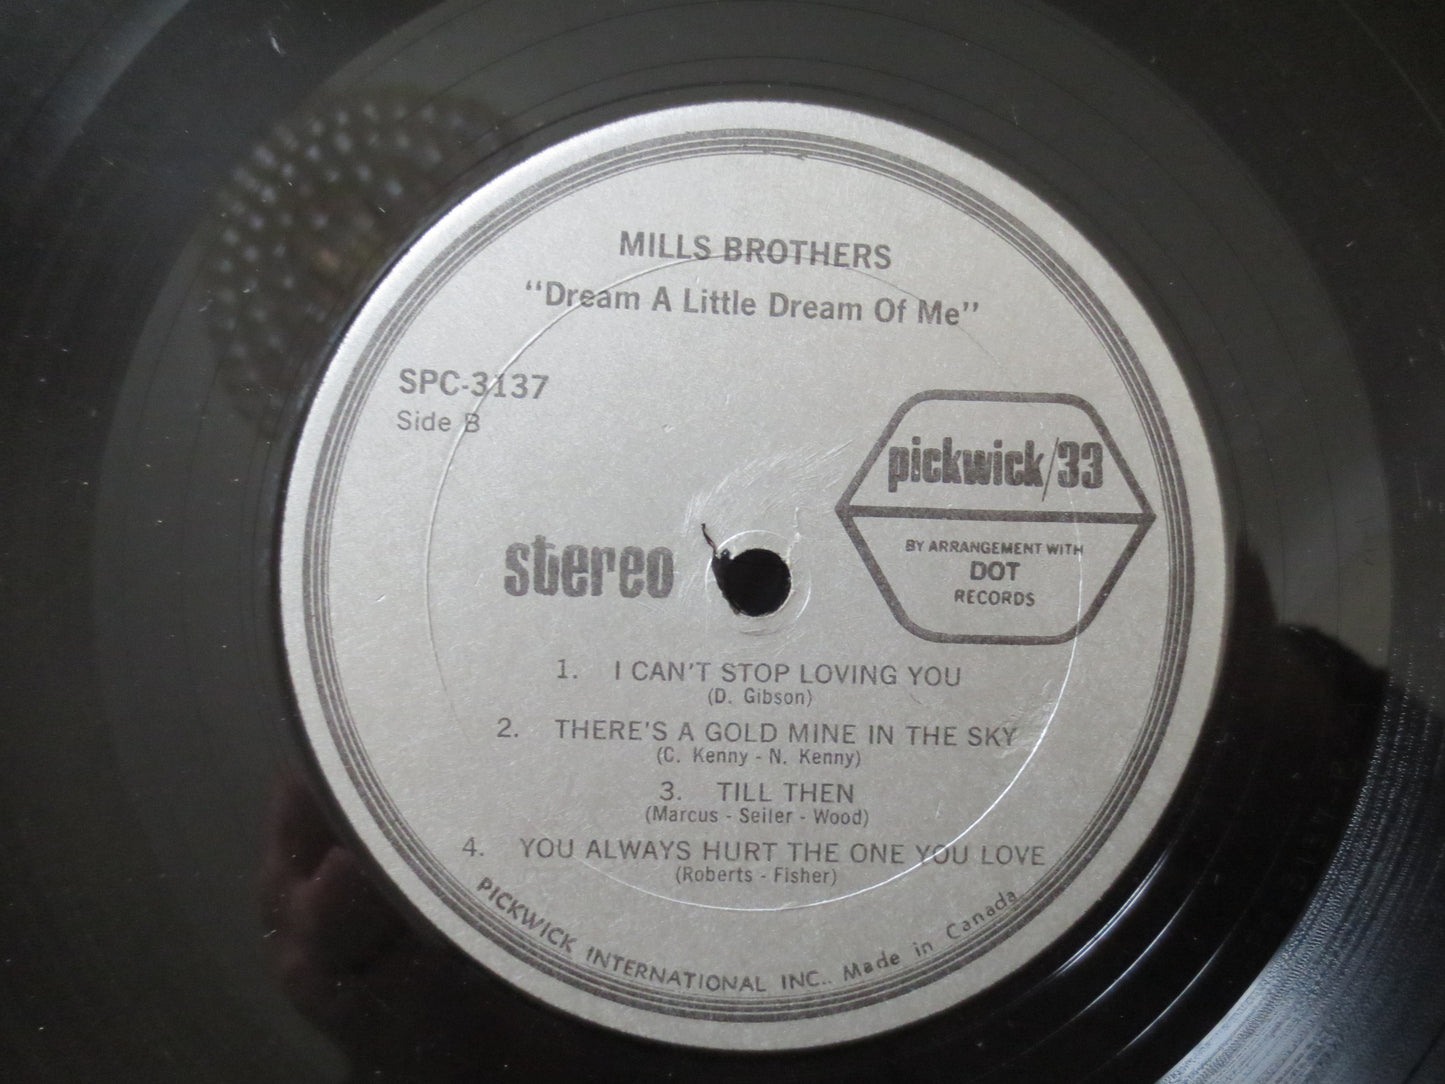 MILLS BROTHERS
"Dream A Little Dream Of Me"
SPC-3137
Side B
pickwick/33
BY ARRANGEMENT WITH
DOT
RECORDS
stereo
1. I CAN'T STOP LOVING YOU
(D. Gibson)
2. THERE'S A GOLD MINE IN THE SKY
(C. Kenny - N. Kenny)
3. TILL THEN
(Marcus - Seiler - Wood)
4. YOU ALWAYS HURT THE ONE YOU LOVE
(Roberts - Fisher)
PICKWICK INTERNATIONAL INC.. Made in Canada